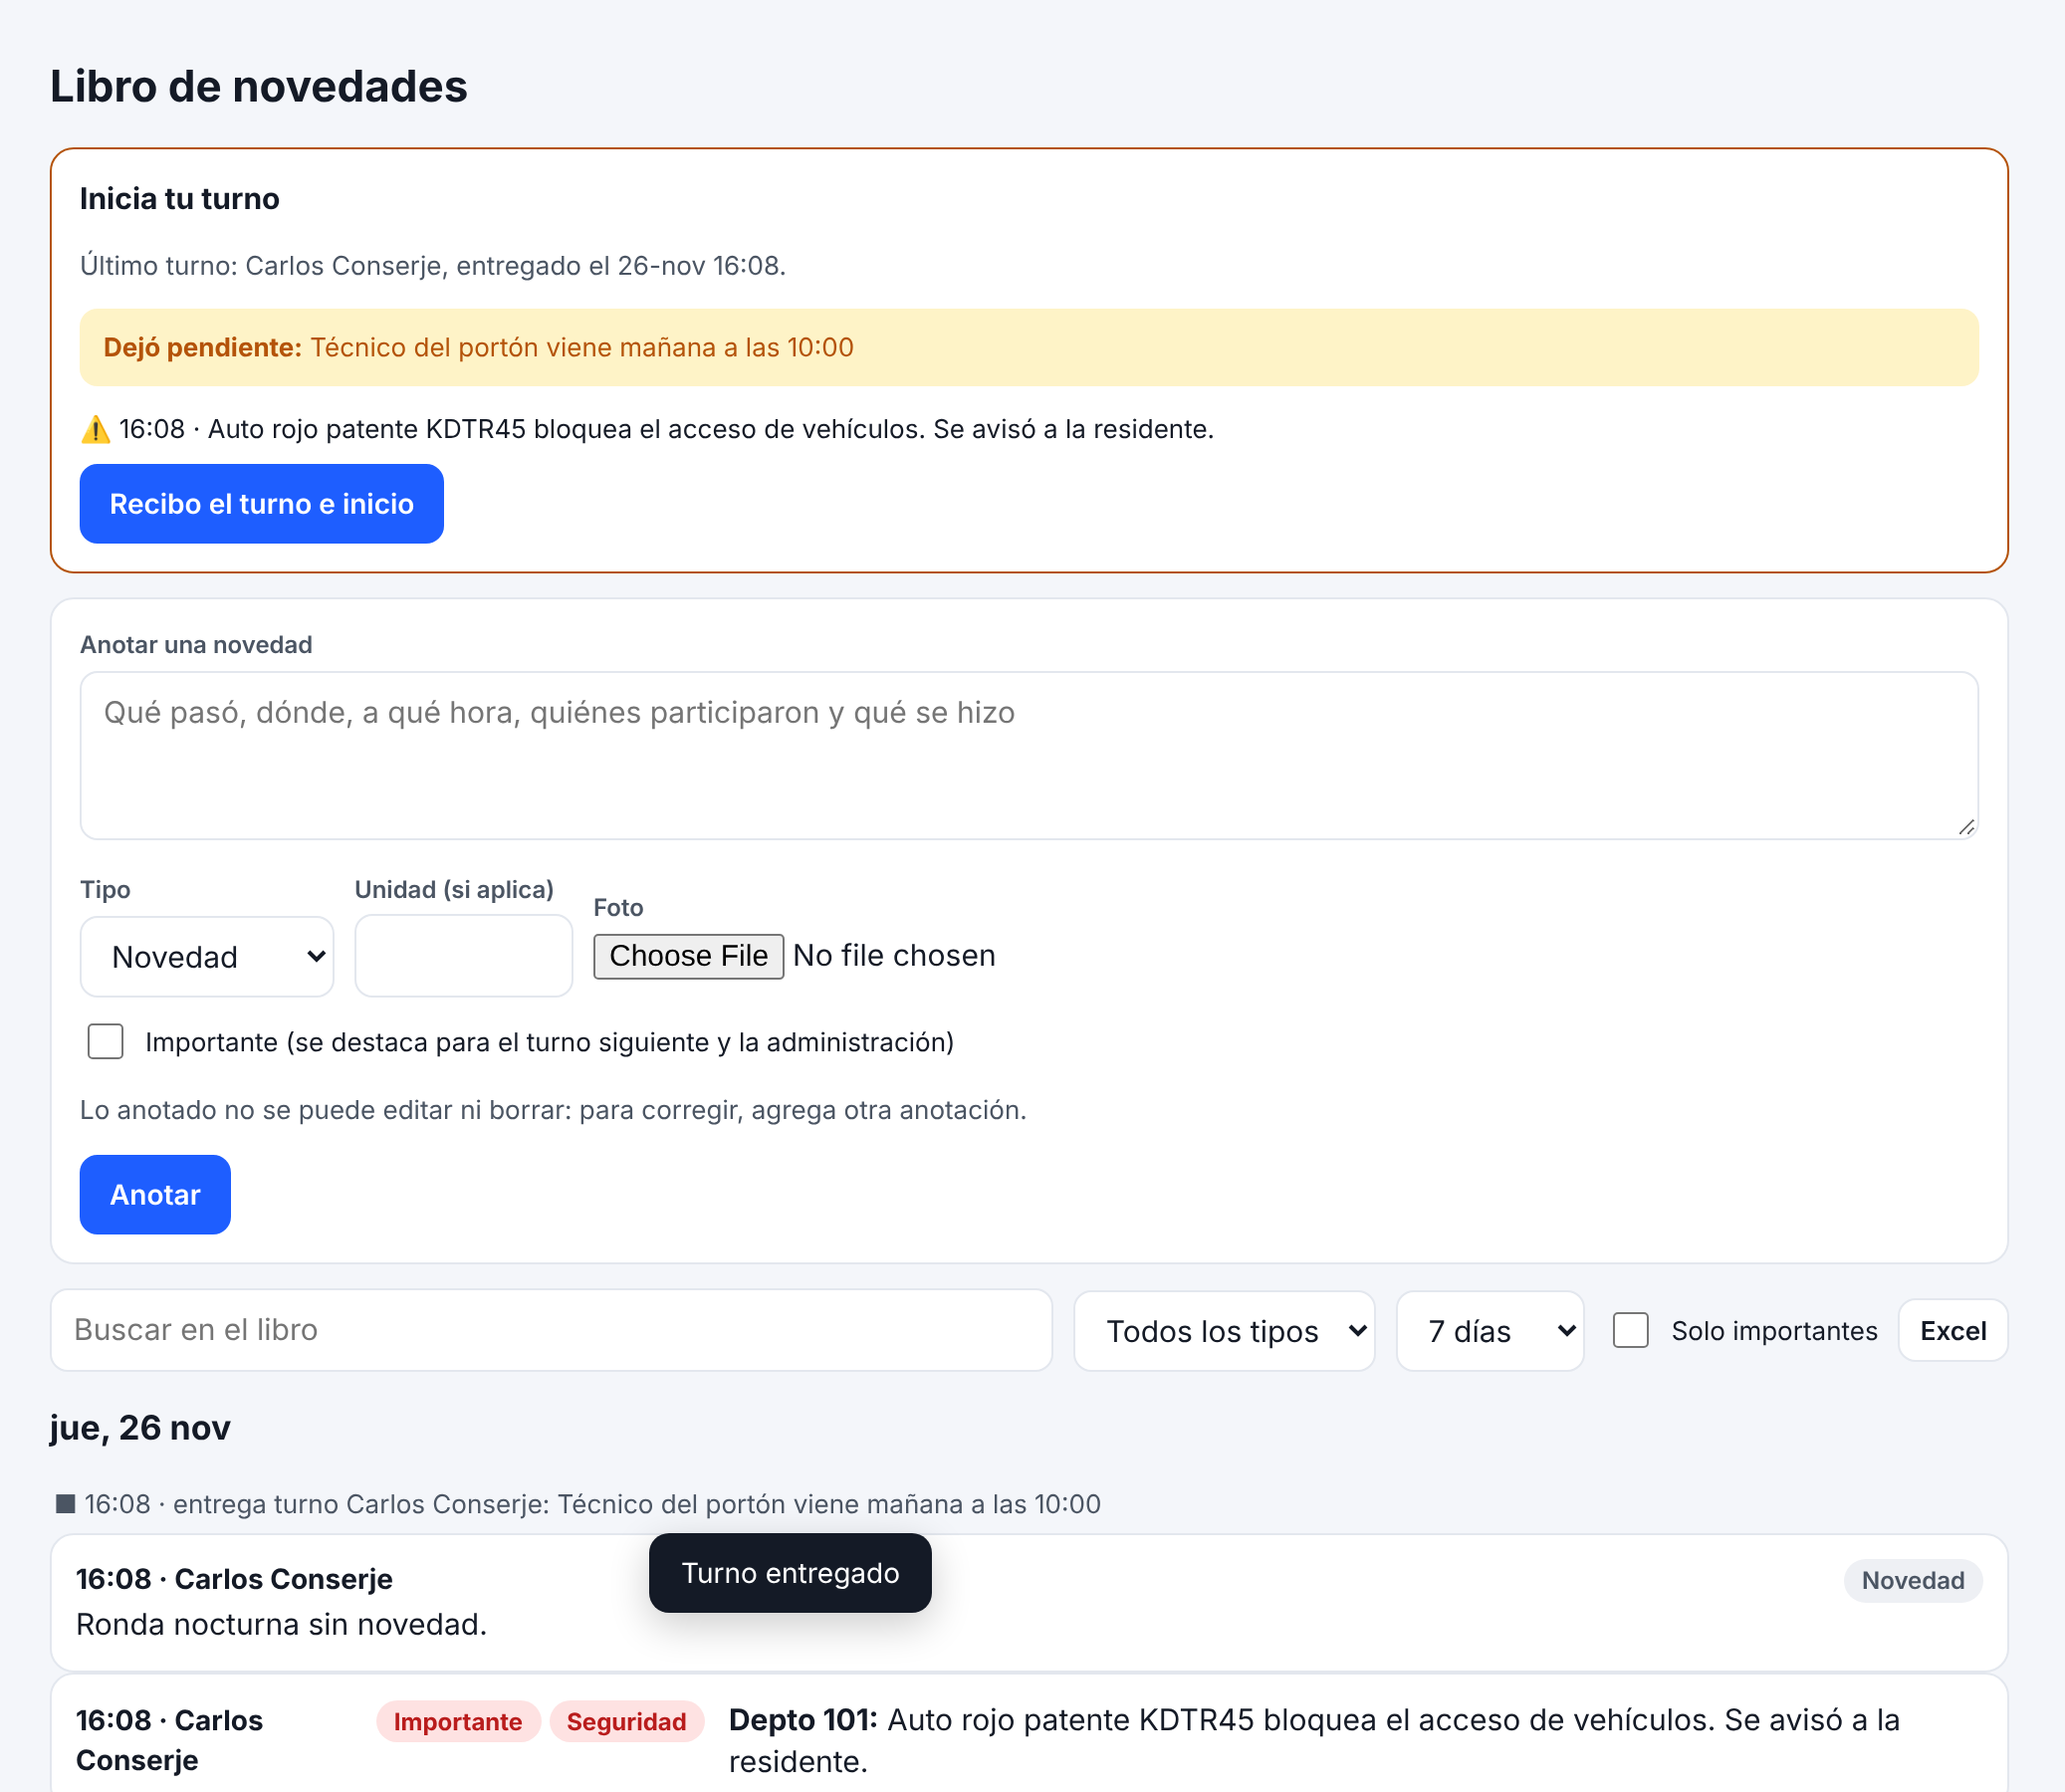 Libro de novedades
Inicia tu turno
Último turno: Carlos Conserje, entregado el 26-nov 16:08.
Dejó pendiente: Técnico del portón viene mañana a las 10:00
⚠️ 16:08 · Auto rojo patente KDTR45 bloquea el acceso de vehículos. Se avisó a la residente.
Recibo el turno e inicio
Anotar una novedad
Qué pasó, dónde, a qué hora, quiénes participaron y qué se hizo
Tipo
Unidad (si aplica)
Foto
Novedad
Choose File No file chosen
Importante (se destaca para el turno siguiente y la administración)
Lo anotado no se puede editar ni borrar: para corregir, agrega otra anotación.
Anotar
Buscar en el libro
Todos los tipos
7 días
Solo importantes
Excel
jue, 26 nov
■ 16:08 · entrega turno Carlos Conserje: Técnico del portón viene mañana a las 10:00
16:08 · Carlos Conserje
Novedad
Ronda nocturna sin novedad.
Turno entregado
16:08 · Carlos
Conserje
Importante
Seguridad
Depto 101: Auto rojo patente KDTR45 bloquea el acceso de vehículos. Se avisó a la
residente.